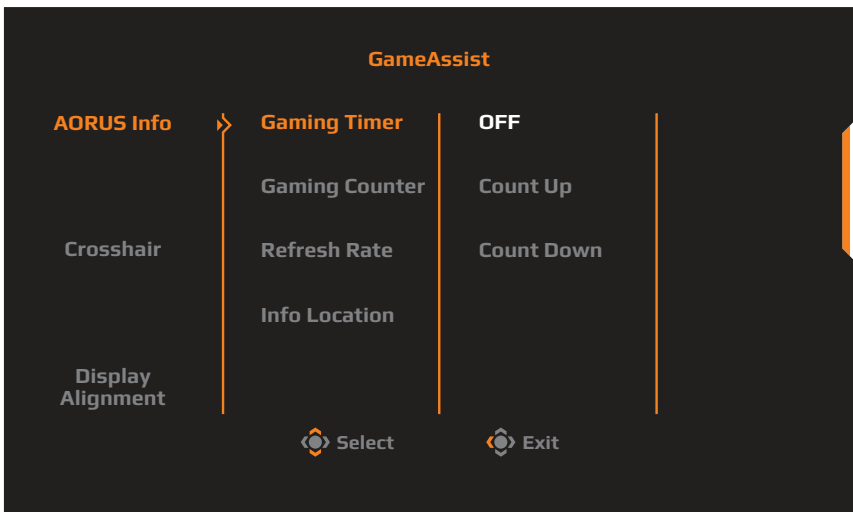 GameAssist
AORUS Info
Gaming Timer
OFF
Gaming Counter
Count Up
Crosshair
Refresh Rate
Count Down
Info Location
Display
Alignment
Select
Exit